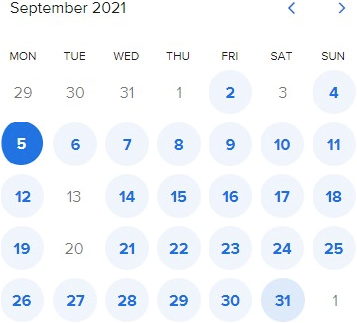 September 2021
MON TUE WED THU FRI SAT SUN
29 30 31 1 2 3 4
5 6 7 8 9 10 11
12 13 14 15 16 17 18
19 20 21 22 23 24 25
26 27 28 29 30 31 1